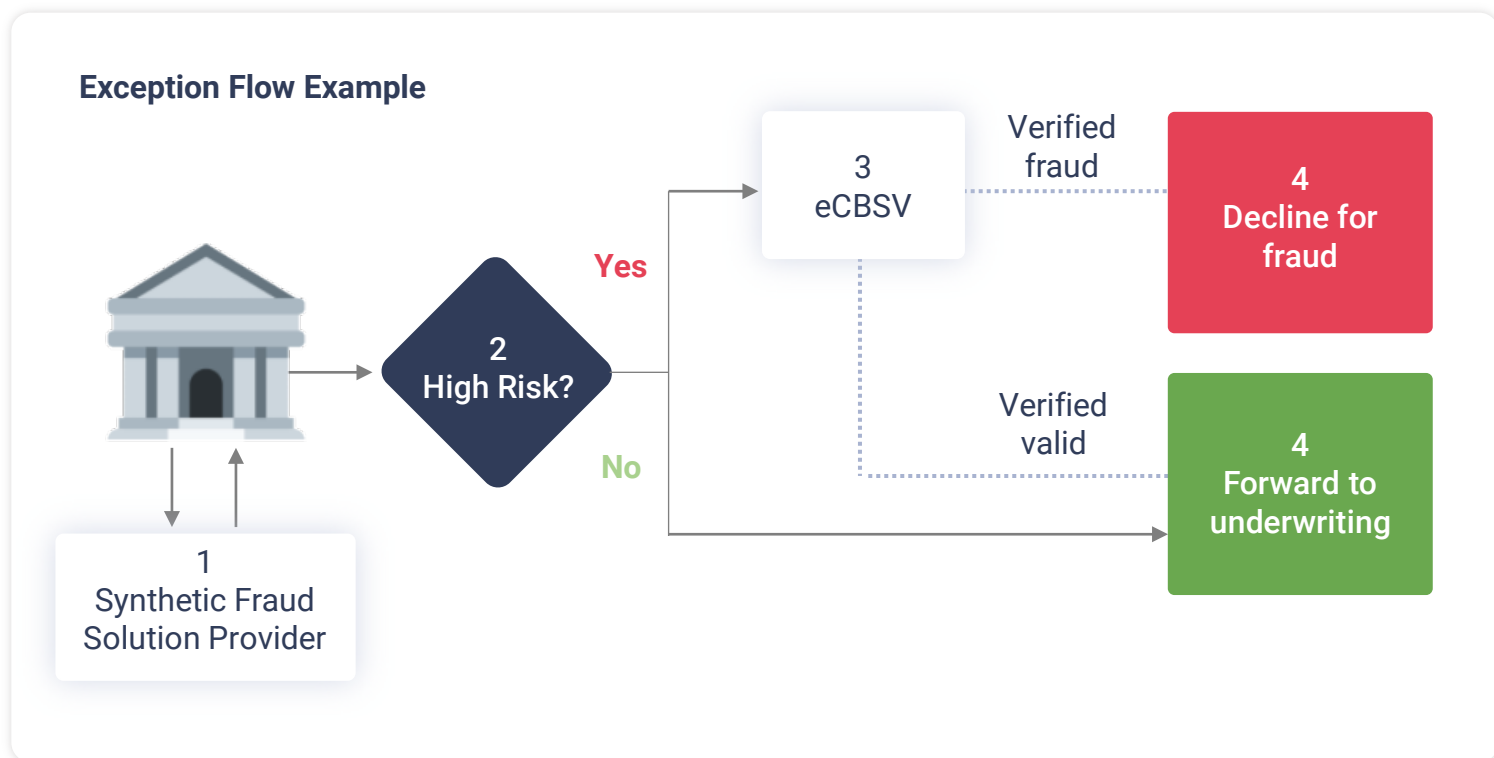 Exception Flow Example
1
Synthetic Fraud
Solution Provider
2
High Risk?
Yes
No
3
eCBSV
Verified
fraud
4
Decline for
fraud
Verified
valid
4
Forward to
underwriting